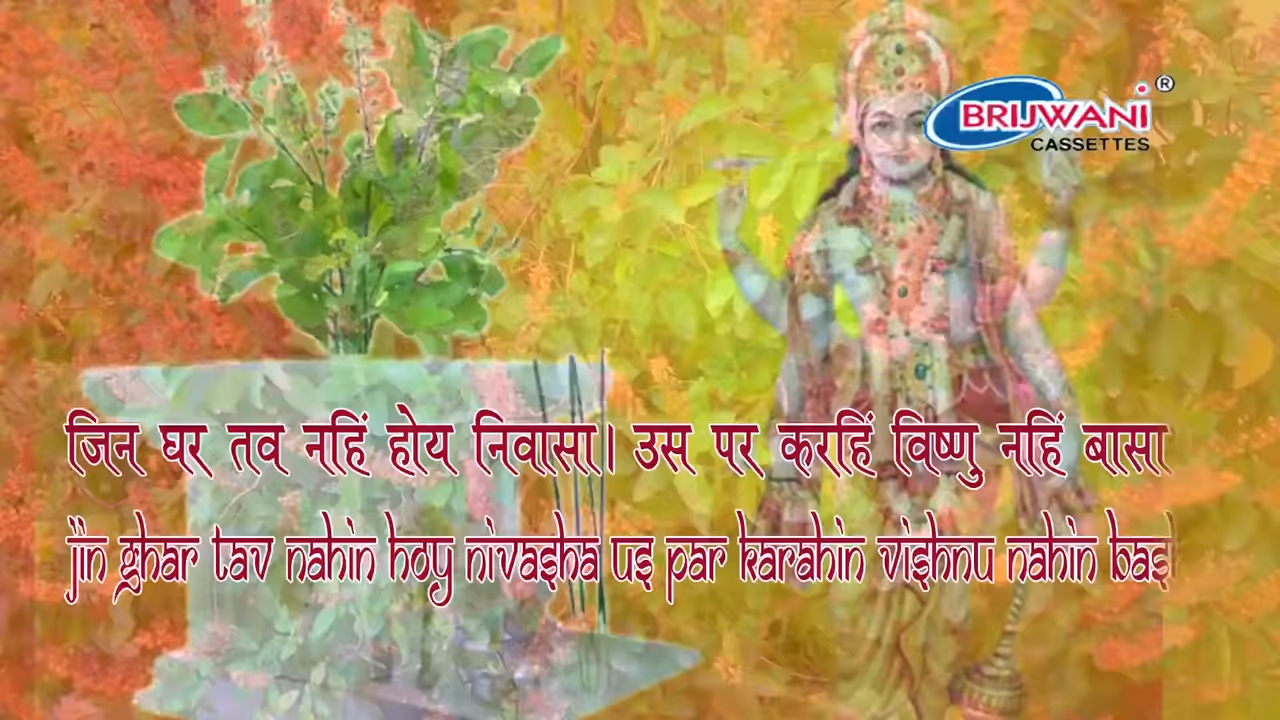 BRIJWANI ®
CASSETTES
जिन घर तव नहिं होय निवासा। उस पर करहिं विष्णु नहिं बासा
jin ghar tav nahin hoy nivasha us par karahin vishnu nahin